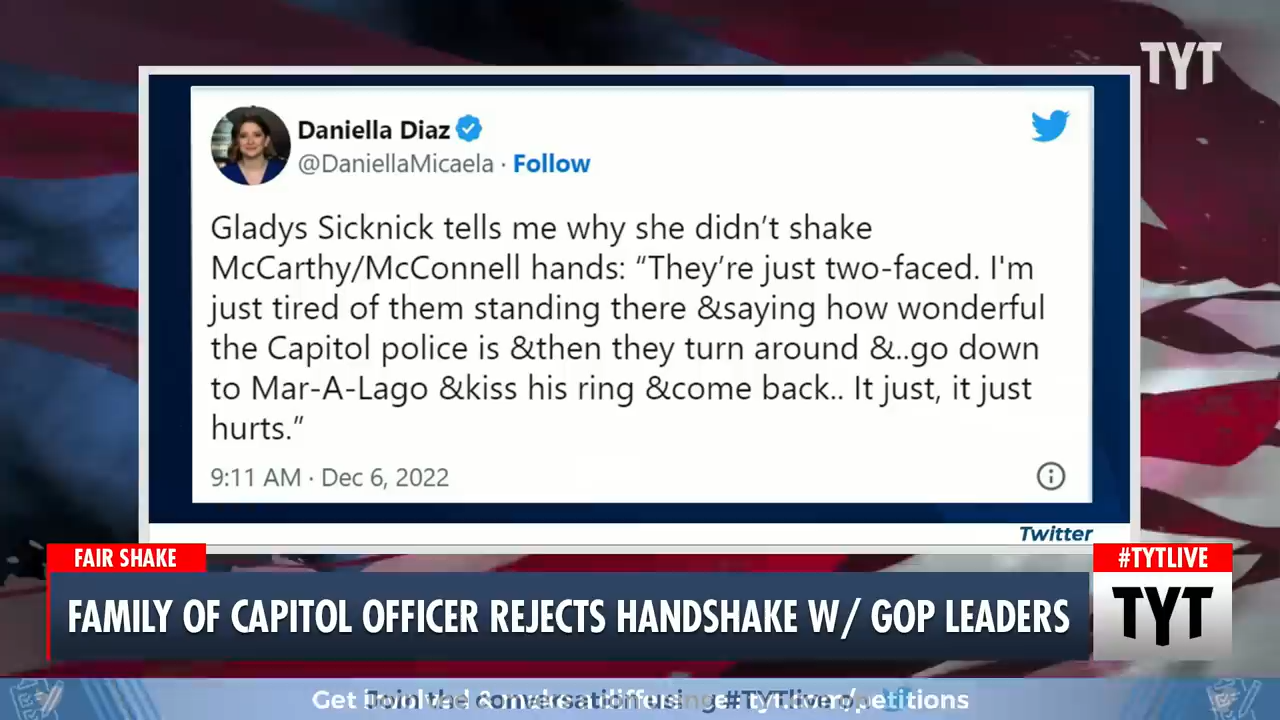 TYT
Daniella Diaz
@DaniellaMicaela · Follow
Gladys Sicknick tells me why she didn’t shake
McCarthy/McConnell hands: “They’re just two-faced. I'm
just tired of them standing there &saying how wonderful
the Capitol police is &then they turn around &..go down
to Mar-A-Lago &kiss his ring &come back.. It just, it just
hurts.”
9:11 AM · Dec 6, 2022
Twitter
FAIR SHAKE
#TYTLIVE
FAMILY OF CAPITOL OFFICER REJECTS HANDSHAKE W/ GOP LEADERS
TYT